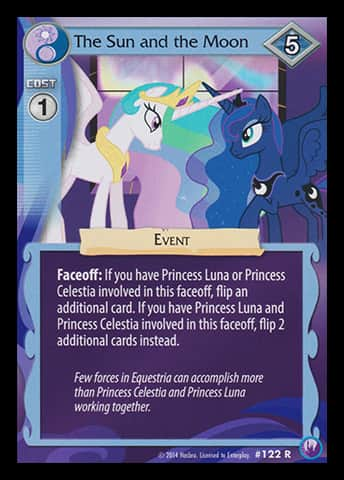 The Sun and the Moon
5
COST
1
EVENT
Faceoff: If you have Princess Luna or Princess
Celestia involved in this faceoff, flip an
additional card. If you have Princess Luna and
Princess Celestia involved in this faceoff, flip 2
additional cards instead.
Few forces in Equestria can accomplish more
than Princess Celestia and Princess Luna
working together.
© 2014 Hasbro. Licensed to Enterplay. #122 R